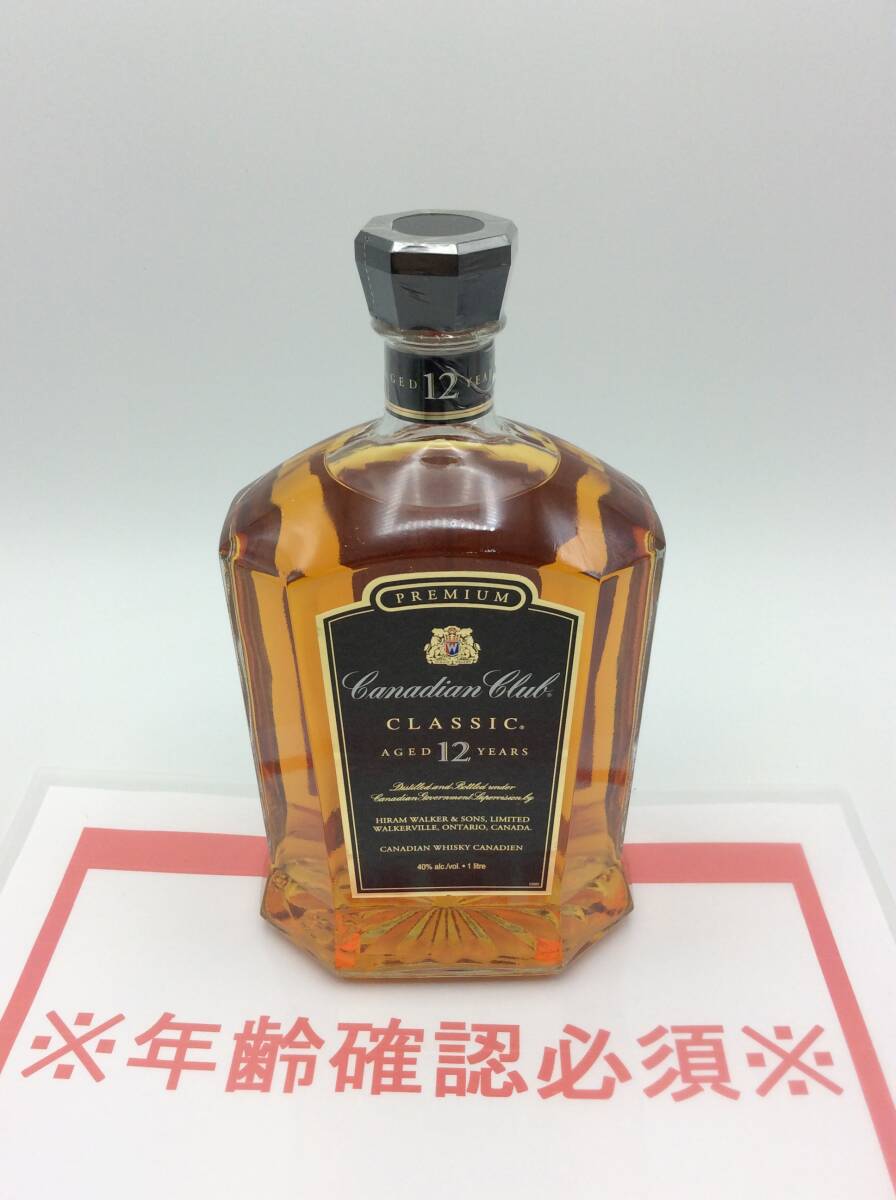 AGED 12 YEA
PREMIUM
W
Canadian Club®
CLASSIC®
AGED 12 YEARS
Distilled and Bottled under
Canadian Government Supervision by
HIRAM WALKER & SONS, LIMITED
WALKERVILLE, ONTARIO, CANADA.
CANADIAN WHISKY CANADIEN
40% alc./vol. • 1 litre
※年齢確認必須※